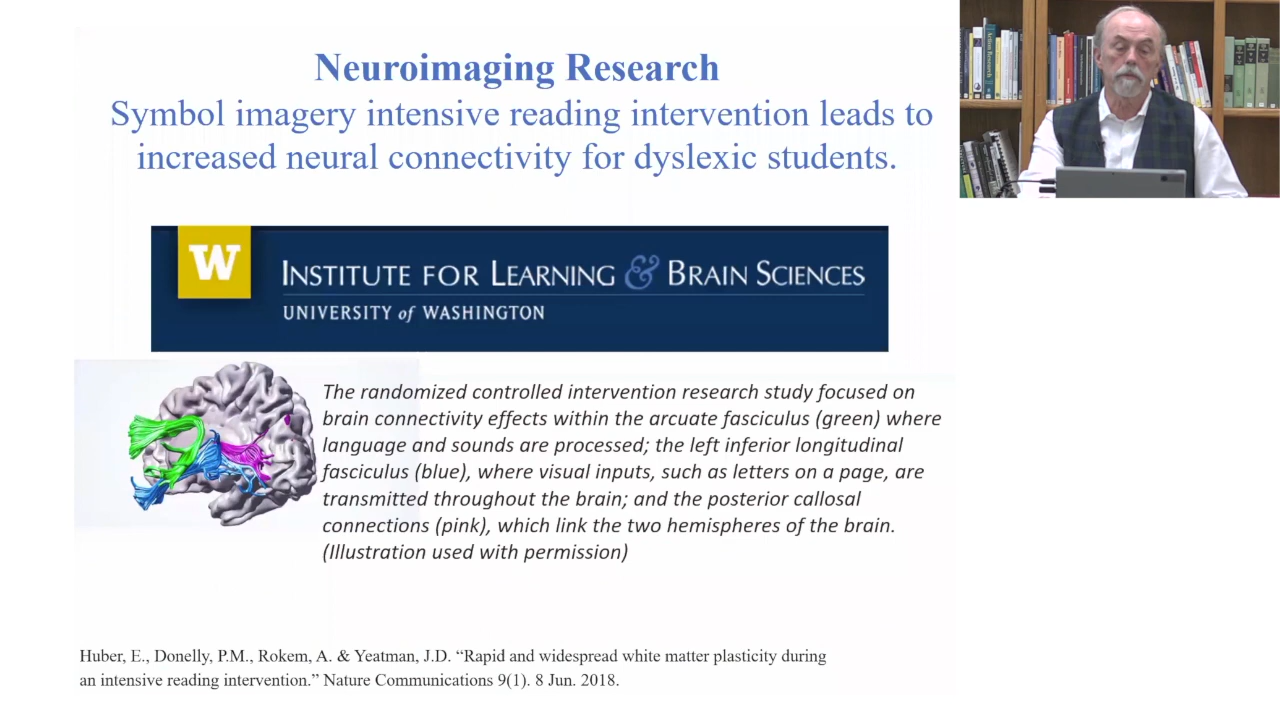 Neuroimaging Research
Symbol imagery intensive reading intervention leads to
increased neural connectivity for dyslexic students.
W
INSTITUTE FOR LEARNING & BRAIN SCIENCES
UNIVERSITY of WASHINGTON
The randomized controlled intervention research study focused on
brain connectivity effects within the arcuate fasciculus (green) where
language and sounds are processed; the left inferior longitudinal
fasciculus (blue), where visual inputs, such as letters on a page, are
transmitted throughout the brain; and the posterior callosal
connections (pink), which link the two hemispheres of the brain.
(Illustration used with permission)
Huber, E., Donelly, P.M., Rokem, A. & Yeatman, J.D. “Rapid and widespread white matter plasticity during
an intensive reading intervention.” Nature Communications 9(1). 8 Jun. 2018.